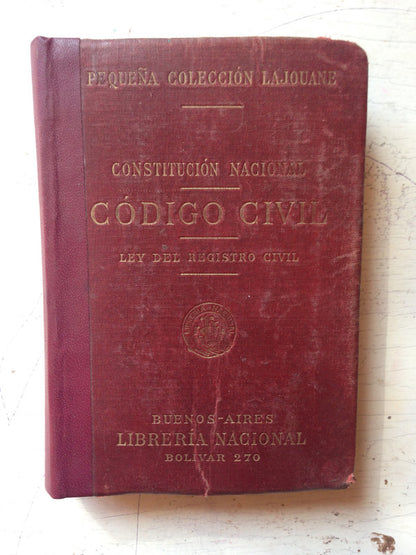 PEQUEÑA COLECCIÓN LAJOUANE
CONSTITUCIÓN NACIONAL
CÓDIGO CIVIL
LEY DEL REGISTRO CIVIL
BUENOS-AIRES
LIBRERÍA NACIONAL
BOLIVAR 270